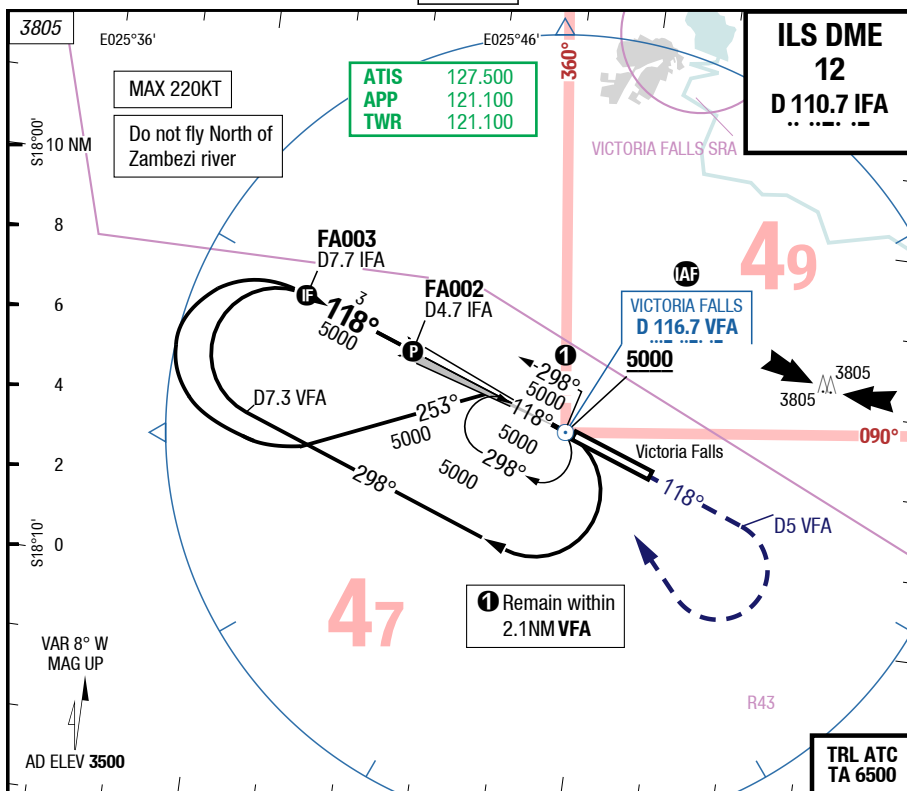 3805
E025°36'
E025°46'
360°
ILS DME
12
D 110.7 IFA
MAX 220KT
ATIS 127.500
APP 121.100
TWR 121.100
Do not fly North of
Zambezi river
S18°00'
10 NM
VICTORIA FALLS SRA
8
FA003
D7.7 IFA
49
IAF
FA002
D4.7 IFA
6
IF
3
118°
5000
VICTORIA FALLS
D 116.7 VFA
P
1
5000
298°
5000
3805
3805
4
D7.3 VFA
253°
5000
118°
5000
090°
2
298°
5000
298°
Victoria Falls
118°
D5 VFA
S18°10'
0
47
1 Remain within
2.1NM VFA
VAR 8° W
MAG UP
R43
AD ELEV 3500
TRL ATC
TA 6500